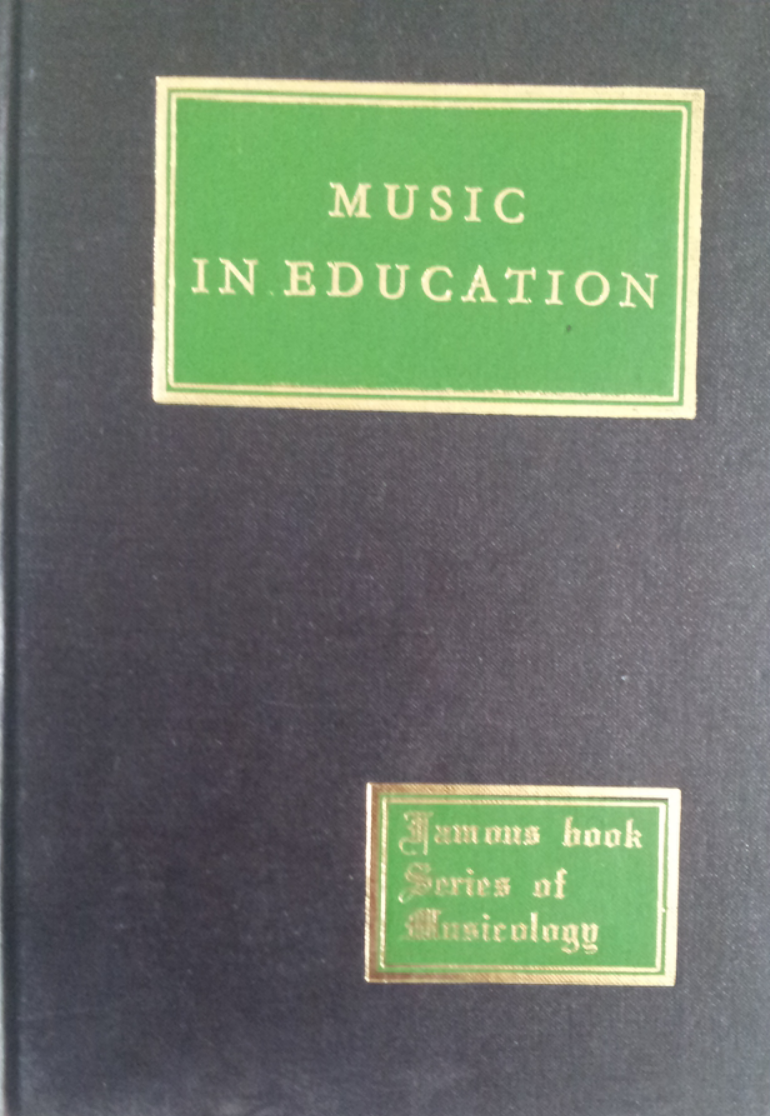 MUSIC
IN EDUCATION
Famous book
Series of
Musicology